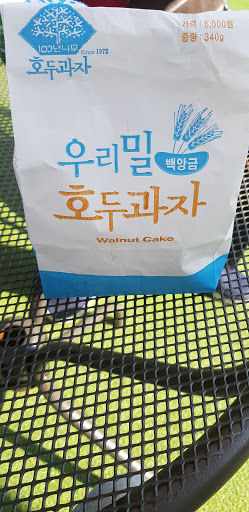 100년나무
Since 1972
호두과자
가격 : 6,000원
중량 : 340g
우리밀
백앙금
호두과자
Walnut Cake